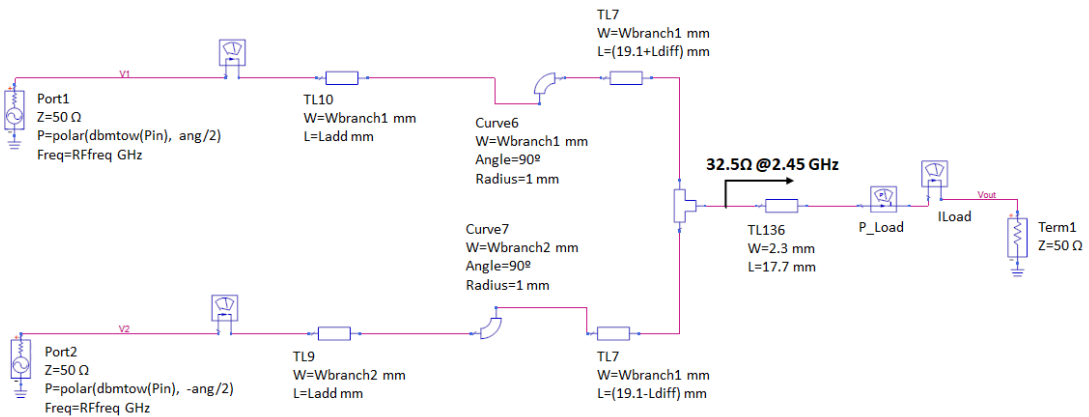 TL7
W=Wbranch1 mm
L=(19.1+Ldiff) mm
V1
Port1
Z=50 Ω
P=polar(dbmtow(Pin), ang/2)
Freq=RFfreq GHz
TL10
W=Wbranch1 mm
L=Ladd mm
Curve6
W=Wbranch1 mm
Angle=90º
Radius=1 mm
32.5Ω @2.45 GHz
TL136
W=2.3 mm
L=17.7 mm
P_Load
ILoad
Vout
Term1
Z=50 Ω
Curve7
W=Wbranch2 mm
Angle=90º
Radius=1 mm
V2
Port2
Z=50 Ω
P=polar(dbmtow(Pin), -ang/2)
Freq=RFfreq GHz
TL9
W=Wbranch2 mm
L=Ladd mm
TL7
W=Wbranch1 mm
L=(19.1-Ldiff) mm